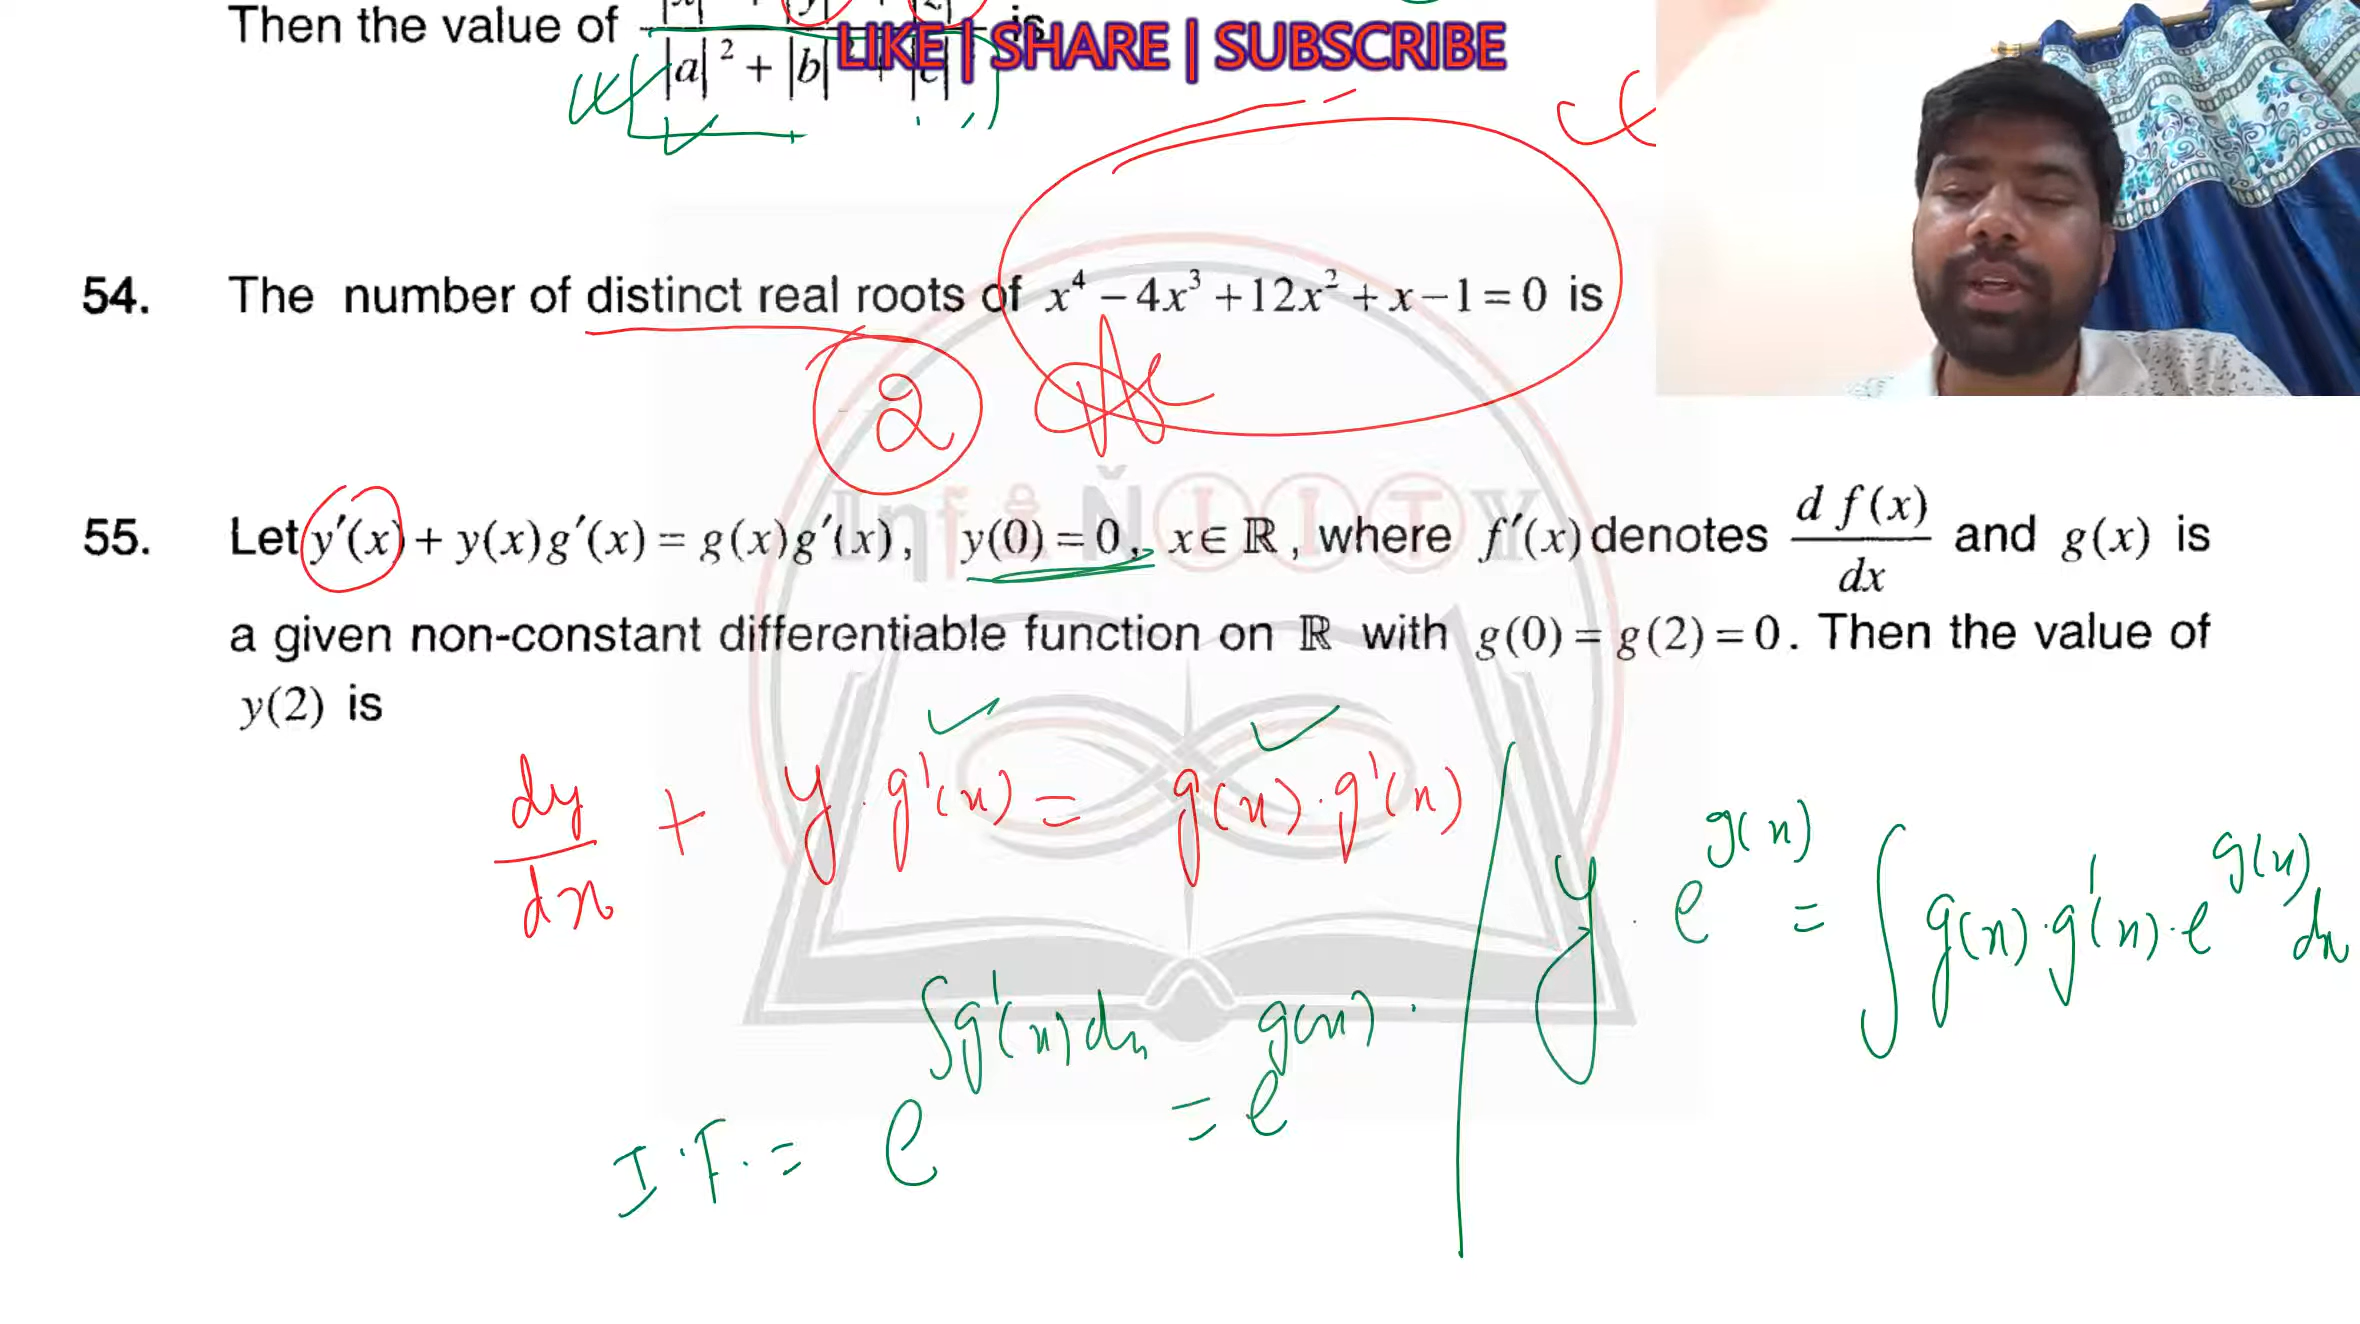 Then the value of |x| |y| |z| is
|a|² + |b|² + |c|
LIKE | SHARE | SUBSCRIBE
54. The number of distinct real roots of x⁴ − 4x³ + 12x² + x − 1 = 0 is
2
InfiŇIITY
55. Let y′(x) + y(x)g′(x) = g(x)g′(x), y(0) = 0, x ∈ ℝ, where f′(x) denotes d f(x)/dx and g(x) is
a given non-constant differentiable function on ℝ with g(0) = g(2) = 0. Then the value of
y(2) is
dy/dx + y · g'(x) = g(x) · g'(x)
I.F. = e^∫g'(x)dx = e^g(x) .
y . e^g(x) = ∫ g(x) · g'(x) · e^g(x) dx